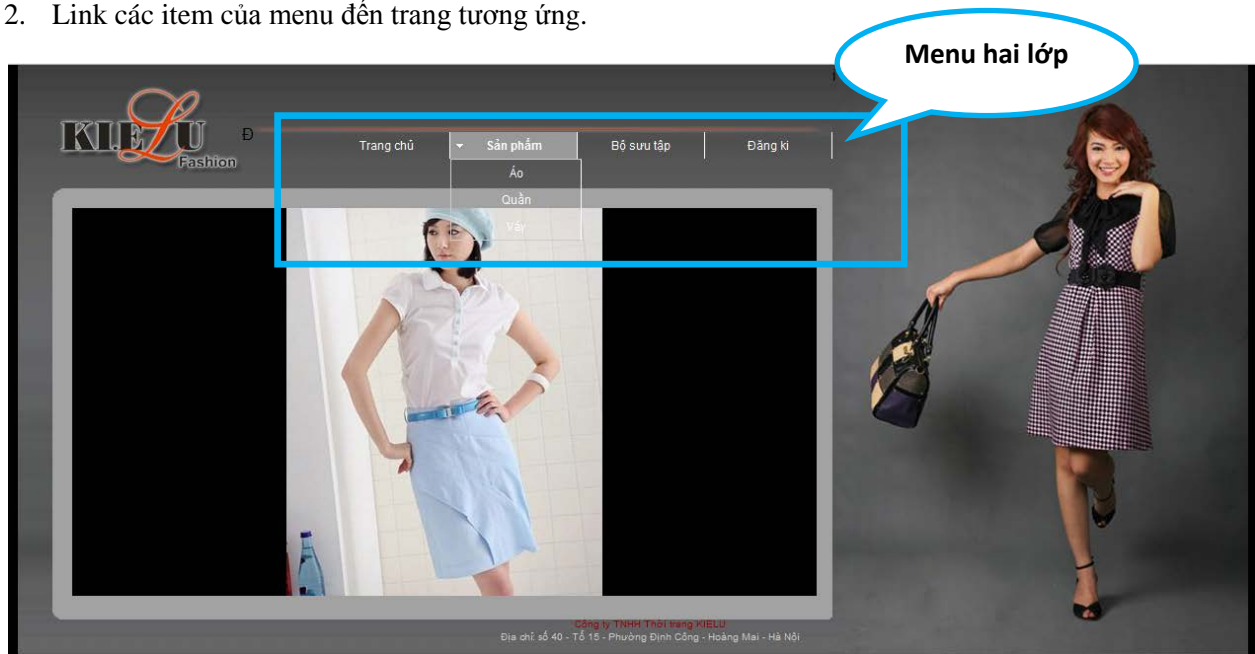 2. Link các item của menu đến trang tương ứng.
Menu hai lớp
KIELU
Fashion
Đ
Trang chủ Sản phẩm Bộ sưu tập Đăng kí
Áo
Quần
Váy
Công ty TNHH Thời trang KIELU
Địa chỉ: số 40 - Tổ 15 - Phường Định Công - Hoàng Mai - Hà Nội